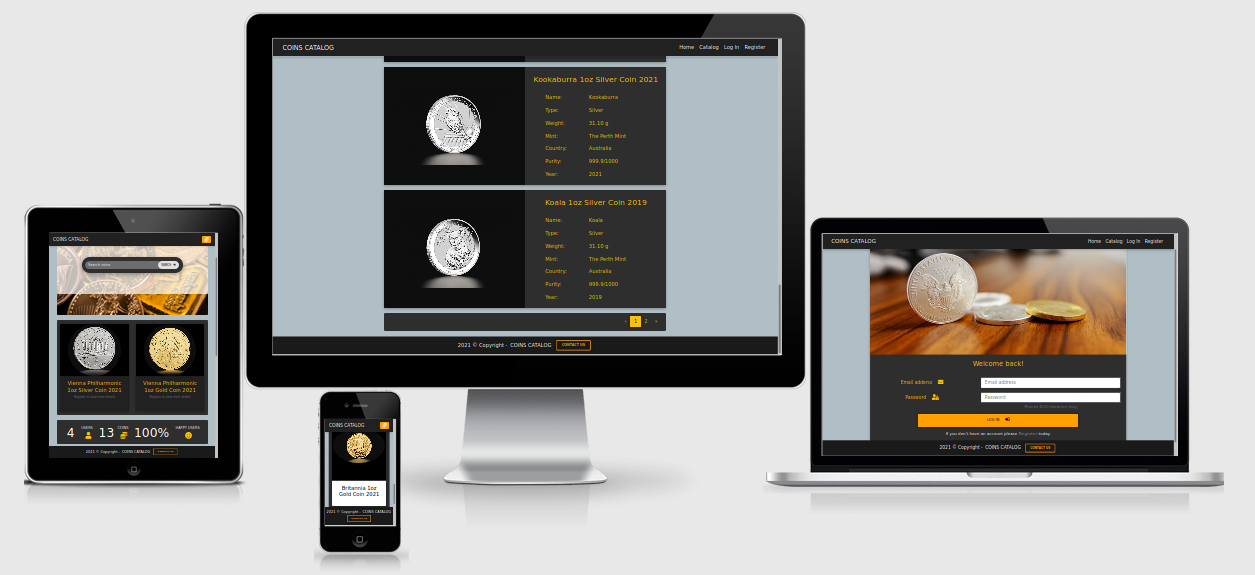 COINS CATALOG
Home Catalog Log In Register
Kookaburra 1oz Silver Coin 2021
Name: Kookaburra
Type: Silver
Weight: 31.10 g
Mint: The Perth Mint
Country: Australia
Purity: 999.9/1000
Year: 2021
Koala 1oz Silver Coin 2019
Name: Koala
Type: Silver
Weight: 31.10 g
Mint: The Perth Mint
Country: Australia
Purity: 999.9/1000
Year: 2019
« 1 2 »
2021 © Copyright - COINS CATALOG CONTACT US
COINS CATALOG
Search coins SEARCH
Vienna Philharmonic
1oz Silver Coin 2021
Vienna Philharmonic
1oz Gold Coin 2021
4 USERS 13 COINS 100% HAPPY USERS
2021 © Copyright - COINS CATALOG
COINS CATALOG
Britannia 1oz
Gold Coin 2021
2021 © Copyright - COINS CATALOG
COINS CATALOG
Home Catalog Log In Register
Welcome back!
Email address Email address
Password Password
LOG IN
If you don't have an account please Register today.
2021 © Copyright - COINS CATALOG CONTACT US